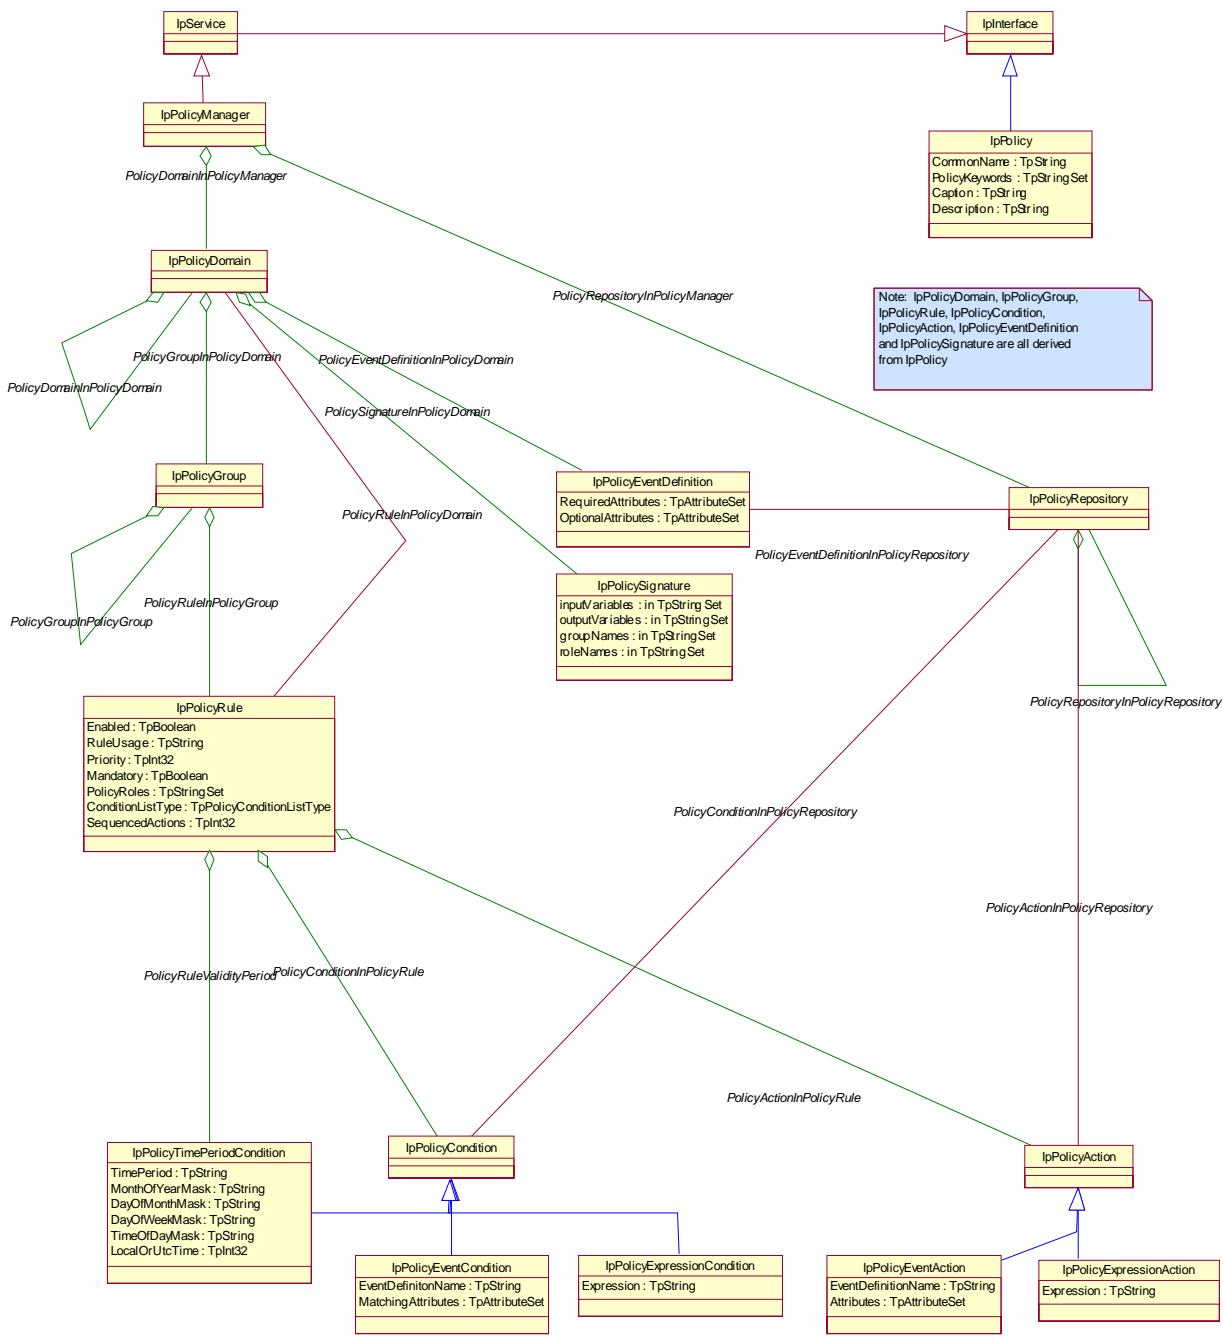 IpService
IpInterface
IpPolicyManager
IpPolicy
CommonName : TpString
PolicyKeywords : TpStringSet
Caption : TpString
Description : TpString
PolicyDomainInPolicyManager
IpPolicyDomain
PolicyRepositoryInPolicyManager
Note: IpPolicyDomain, IpPolicyGroup,
IpPolicyRule, IpPolicyCondition,
IpPolicyAction, IpPolicyEventDefinition
and IpPolicySignature are all derived
from IpPolicy
PolicyGroupInPolicyDomain
PolicyEventDefinitionInPolicyDomain
PolicyDomainInPolicyDomain
PolicySignatureInPolicyDomain
IpPolicyGroup
IpPolicyEventDefinition
RequiredAttributes : TpAttributeSet
OptionalAttributes : TpAttributeSet
IpPolicyRepository
PolicyRuleInPolicyDomain
PolicyEventDefinitionInPolicyRepository
IpPolicySignature
inputVariables : in TpStringSet
outputVariables : in TpStringSet
groupNames : in TpStringSet
roleNames : in TpStringSet
PolicyRuleInPolicyGroup
PolicyGroupInPolicyGroup
PolicyRepositoryInPolicyRepository
IpPolicyRule
Enabled : TpBoolean
RuleUsage : TpString
Priority : TpInt32
Mandatory : TpBoolean
PolicyRoles : TpStringSet
ConditionListType : TpPolicyConditionListType
SequencedActions : TpInt32
PolicyConditionInPolicyRepository
PolicyActionInPolicyRepository
PolicyRuleValidityPeriod
PolicyConditionInPolicyRule
PolicyActionInPolicyRule
IpPolicyTimePeriodCondition
TimePeriod : TpString
MonthOfYearMask : TpString
DayOfMonthMask : TpString
DayOfWeekMask : TpString
TimeOfDayMask : TpString
LocalOrUtcTime : TpInt32
IpPolicyCondition
IpPolicyAction
IpPolicyEventCondition
EventDefinitonName : TpString
MatchingAttributes : TpAttributeSet
IpPolicyExpressionCondition
Expression : TpString
IpPolicyEventAction
EventDefinitionName : TpString
Attributes : TpAttributeSet
IpPolicyExpressionAction
Expression : TpString